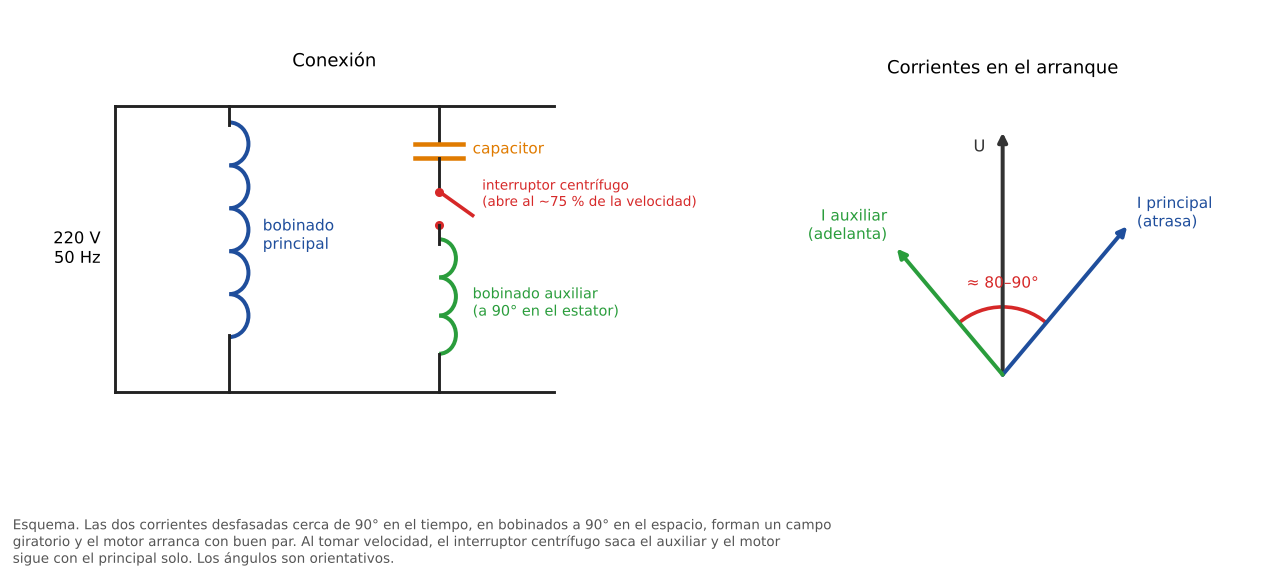 Conexión
capacitor
interruptor centrífugo
(abre al ~75 % de la velocidad)
bobinado
principal
220 V
50 Hz
bobinado auxiliar
(a 90° en el estator)
Corrientes en el arranque
U
I principal
(atrasa)
I auxiliar
(adelanta)
≈ 80–90°
Esquema. Las dos corrientes desfasadas cerca de 90° en el tiempo, en bobinados a 90° en el espacio, forman un campo
giratorio y el motor arranca con buen par. Al tomar velocidad, el interruptor centrífugo saca el auxiliar y el motor
sigue con el principal solo. Los ángulos son orientativos.